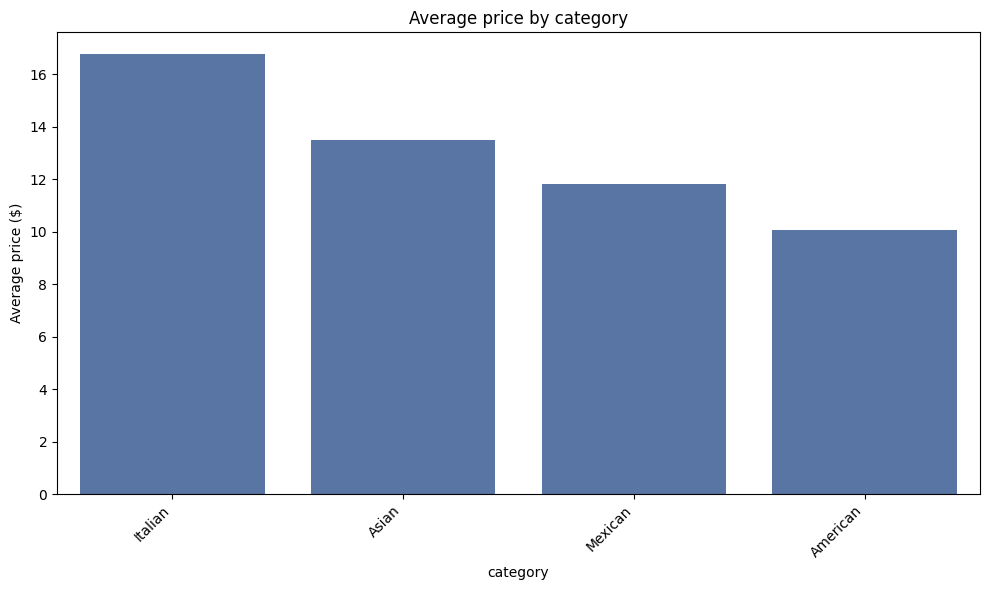 Average price by category
Average price ($)
16
14
12
10
8
6
4
2
0
Italian
Asian
Mexican
American
category